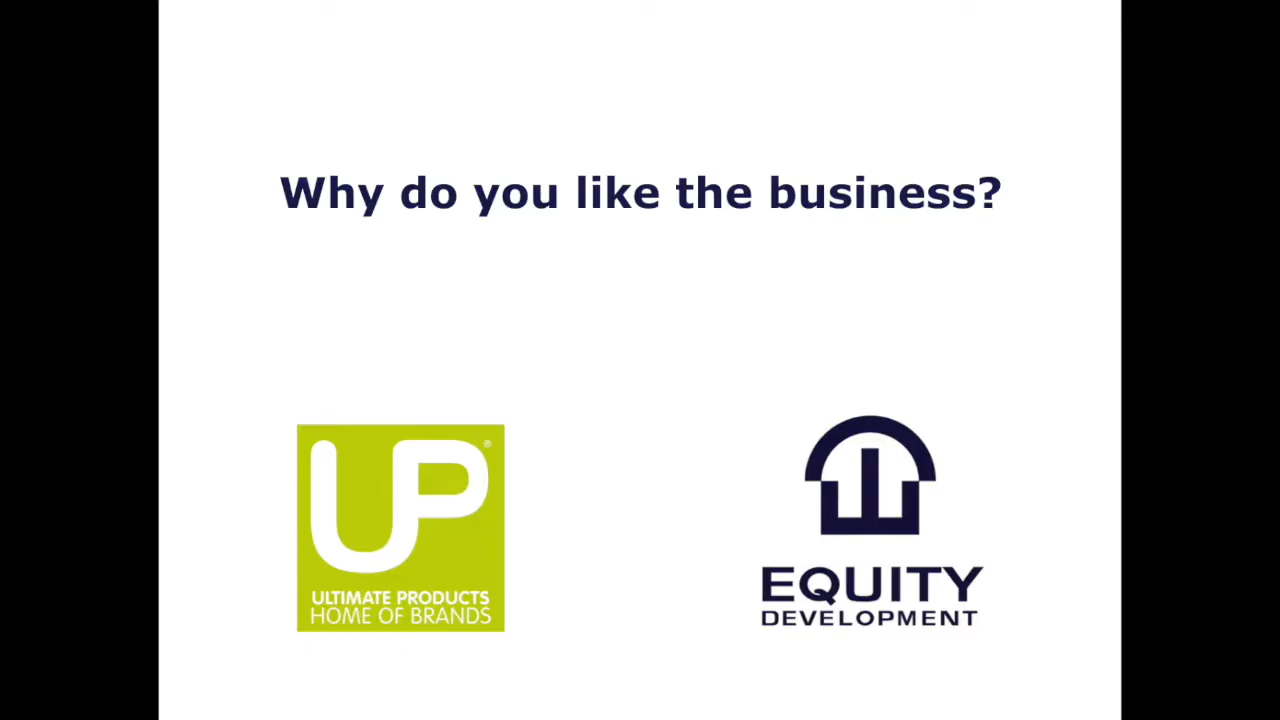 Why do you like the business?
UP®
ULTIMATE PRODUCTS
HOME OF BRANDS
EQUITY
DEVELOPMENT